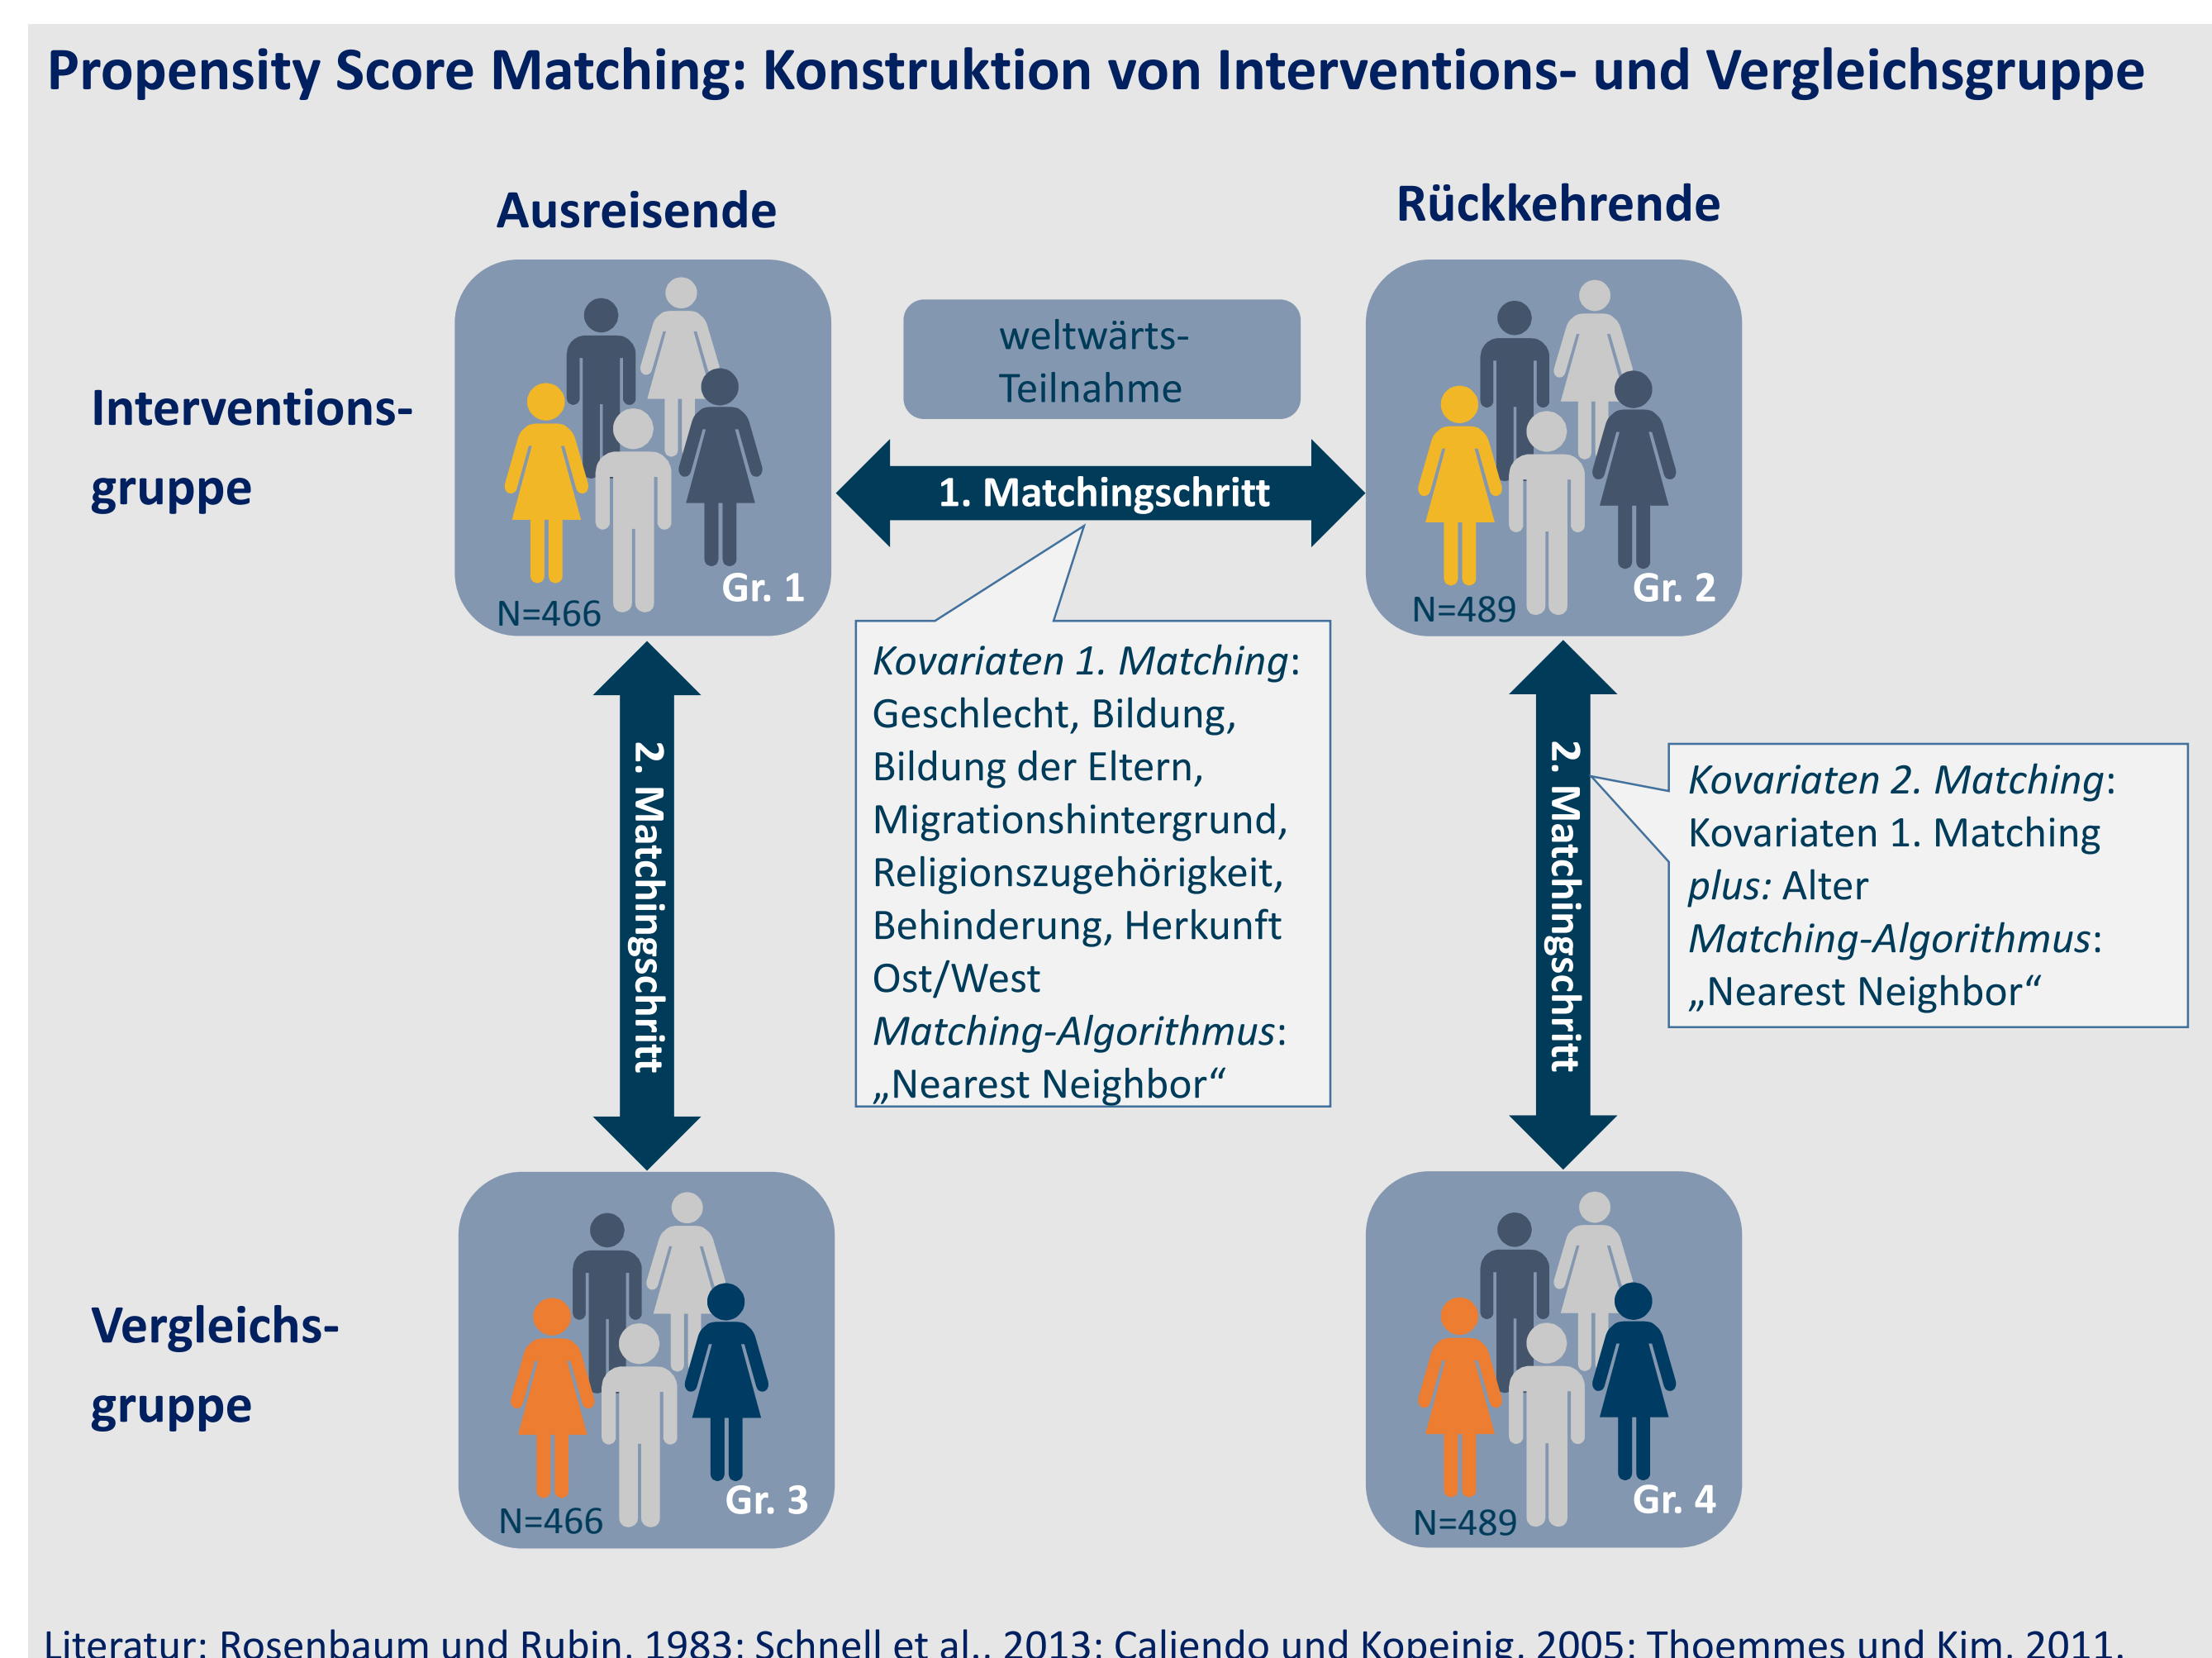 Propensity Score Matching: Konstruktion von Interventions- und Vergleichsgruppe
Ausreisende
Rückkehrende
Interventions-
gruppe
weltwärts-
Teilnahme
1. Matchingschritt
Gr. 1
N=466
Gr. 2
N=489
Kovariaten 1. Matching:
Geschlecht, Bildung,
Bildung der Eltern,
Migrationshintergrund,
Religionszugehörigkeit,
Behinderung, Herkunft
Ost/West
Matching-Algorithmus:
„Nearest Neighbor“
2. Matchingschritt
2. Matchingschritt
Kovariaten 2. Matching:
Kovariaten 1. Matching
plus: Alter
Matching-Algorithmus:
„Nearest Neighbor“
Vergleichs-
gruppe
Gr. 3
N=466
Gr. 4
N=489
Literatur: Rosenbaum und Rubin, 1983; Schnell et al., 2013; Caliendo und Kopeinig, 2005; Thoemmes und Kim, 2011.